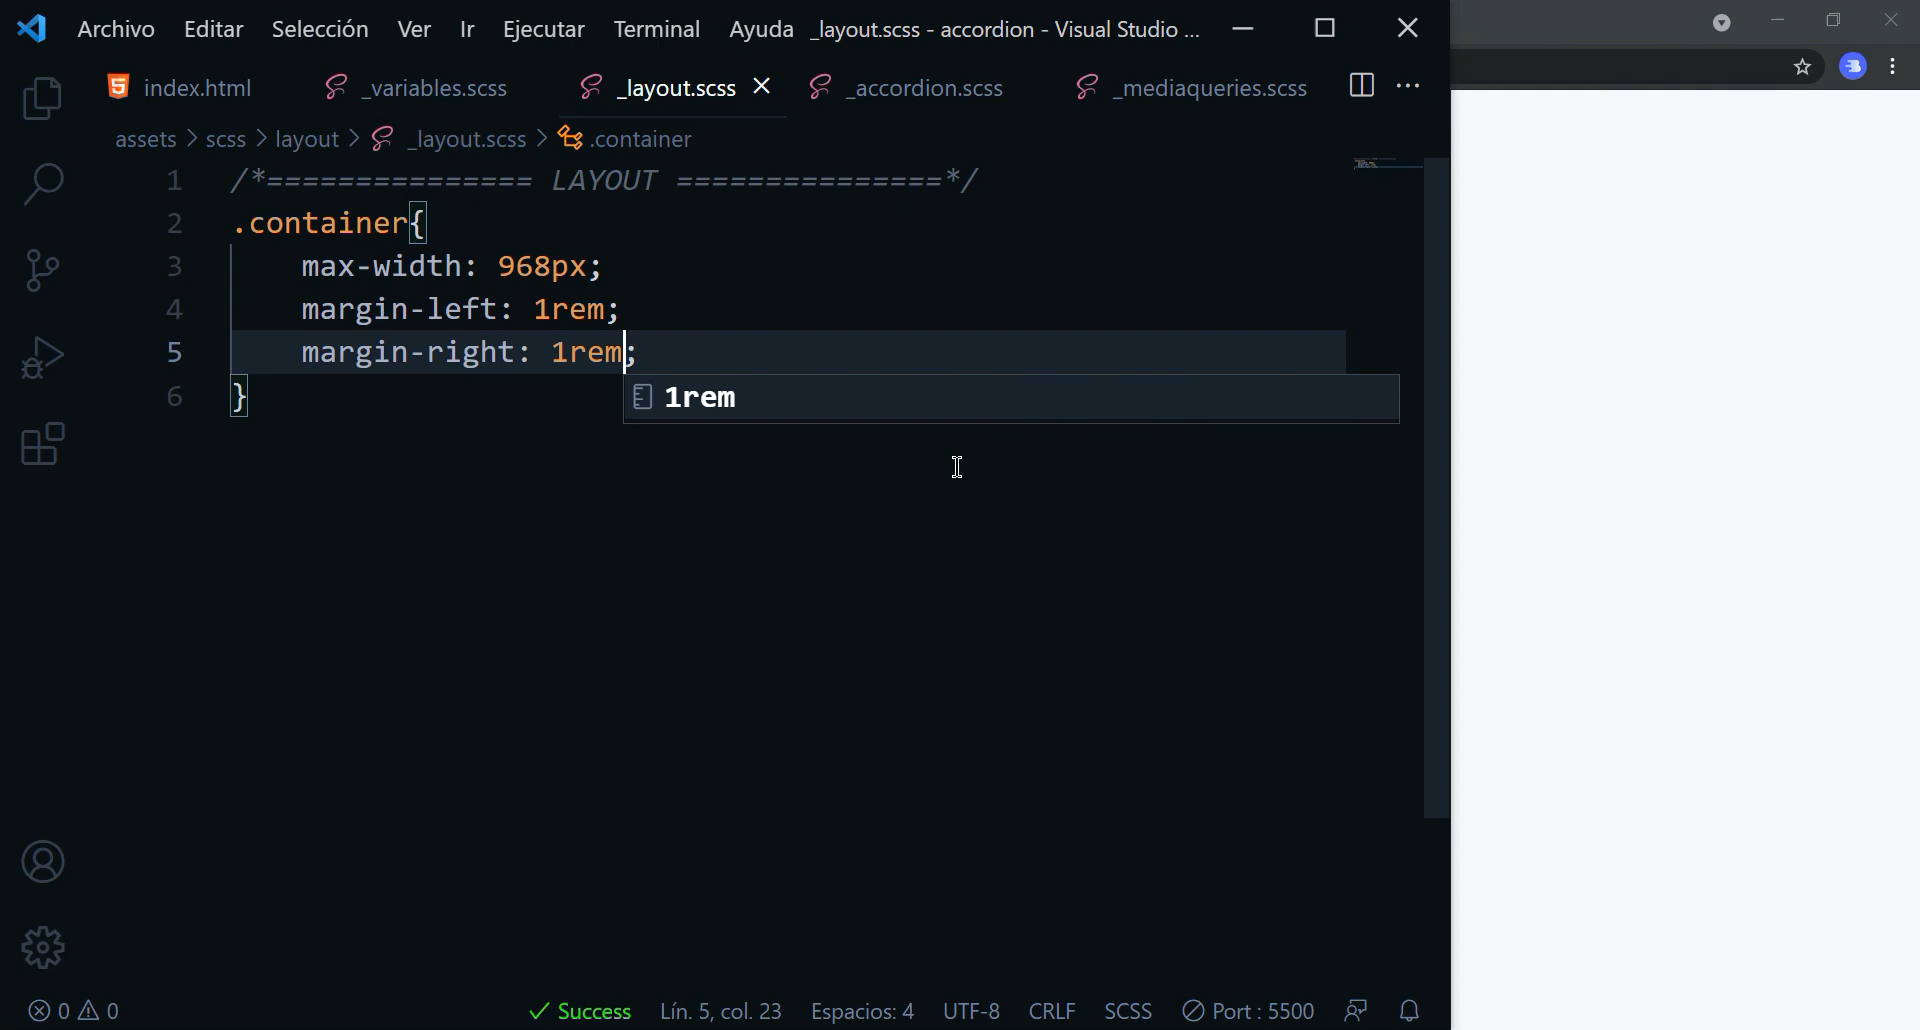 Archivo Editar Selección Ver Ir Ejecutar Terminal Ayuda _layout.scss - accordion - Visual Studio ...
index.html _variables.scss _layout.scss _accordion.scss _mediaqueries.scss
assets > scss > layout > _layout.scss > .container
1 /*=============== LAYOUT ===============*/
2 .container{
3 max-width: 968px;
4 margin-left: 1rem;
5 margin-right: 1rem;
6 }
1rem
0 0 Success Lín. 5, col. 23 Espacios: 4 UTF-8 CRLF SCSS Port : 5500